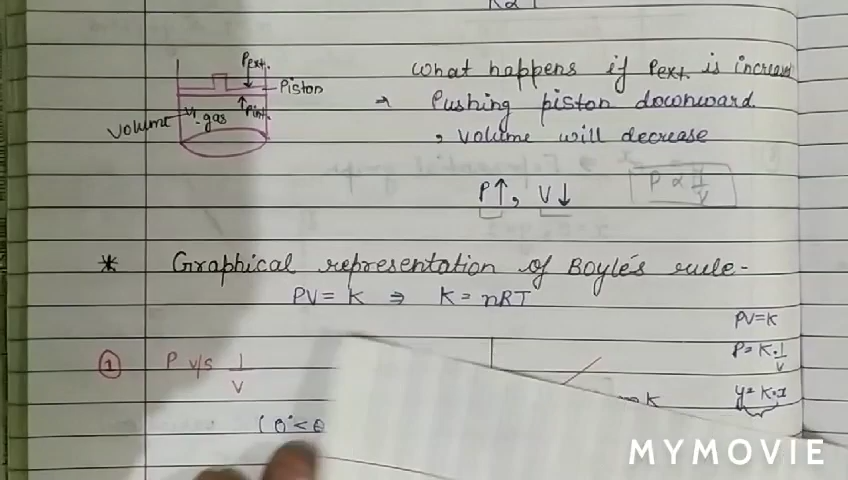 Pext.
Piston
Pint.
gas
Volume
What happens if Pext. is increased
→ Pushing piston downward
, volume will decrease
P↑, V↓
P ∝ 1/V
* Graphical representation of Boyle's rule-
PV = K ⇒ K = nRT
PV=K
P=K·1/V
y=K·x
① P v/s 1/V
K
MYMOVIE